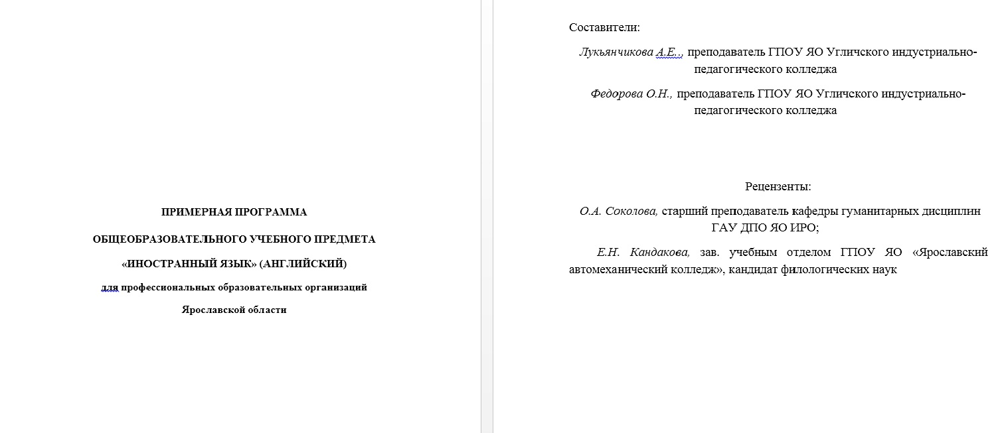 ПРИМЕРНАЯ ПРОГРАММА
ОБЩЕОБРАЗОВАТЕЛЬНОГО УЧЕБНОГО ПРЕДМЕТА
«ИНОСТРАННЫЙ ЯЗЫК» (АНГЛИЙСКИЙ)
для профессиональных образовательных организаций
Ярославской области
Составители:
Лукьянчикова А.Е.., преподаватель ГПОУ ЯО Угличского индустриально-
педагогического колледжа
Федорова О.Н., преподаватель ГПОУ ЯО Угличского индустриально-
педагогического колледжа
Рецензенты:
О.А. Соколова, старший преподаватель кафедры гуманитарных дисциплин
ГАУ ДПО ЯО ИРО;
Е.Н. Кандакова, зав. учебным отделом ГПОУ ЯО «Ярославский
автомеханический колледж», кандидат филологических наук